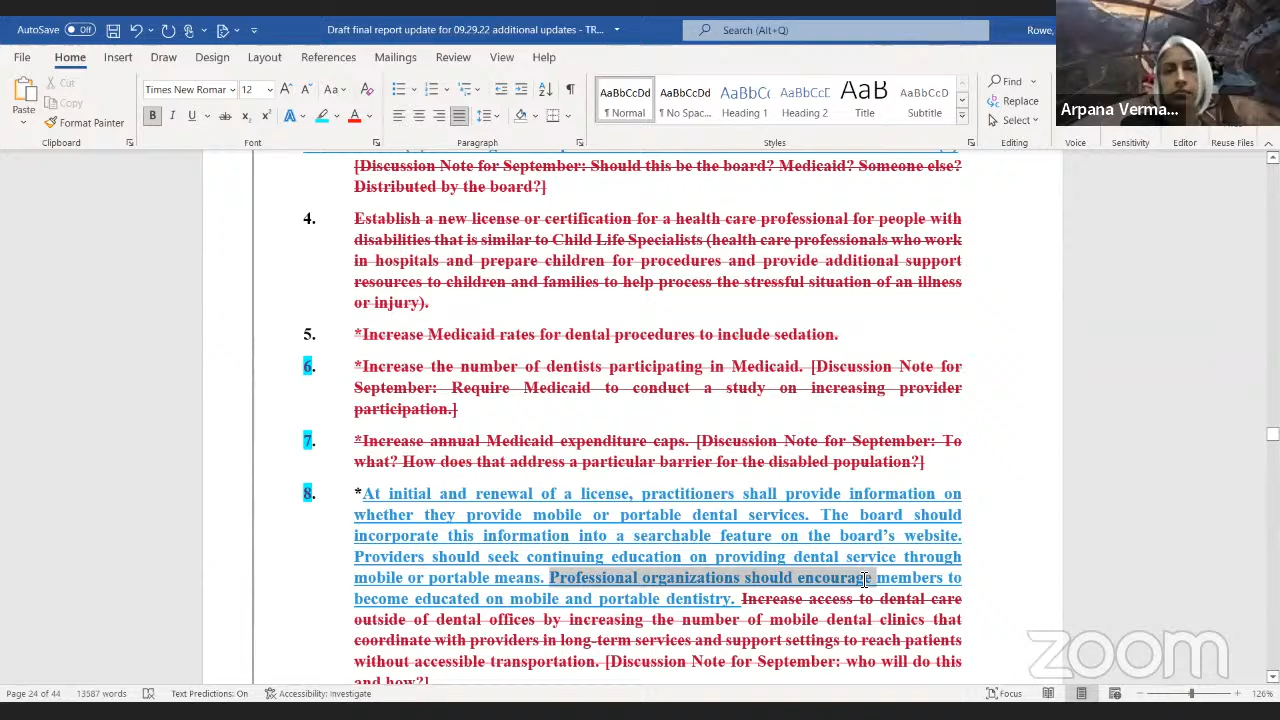 AutoSave Off Draft final report update for 09.29.22 additional updates - TR... Search (Alt+Q) Rowe,
File Home Insert Draw Design Layout References Mailings Review View Help
Arpana Verma...
Paste Cut Copy Format Painter
Times New Roman 12
AaBbCcDd AaBbCcDd AaBbC AaBbCcD AaB AaBbCcD
¶ Normal ¶ No Spac... Heading 1 Heading 2 Title Subtitle
Find Replace Select
Clipboard Font Paragraph Styles Editing Voice Sensitivity Editor Reuse Files
[Discussion Note for September: Should this be the board? Medicaid? Someone else?
Distributed by the board?]
4. Establish a new license or certification for a health care professional for people with
disabilities that is similar to Child Life Specialists (health care professionals who work
in hospitals and prepare children for procedures and provide additional support
resources to children and families to help process the stressful situation of an illness
or injury).
5. *Increase Medicaid rates for dental procedures to include sedation.
6. *Increase the number of dentists participating in Medicaid. [Discussion Note for
September: Require Medicaid to conduct a study on increasing provider
participation.]
7. *Increase annual Medicaid expenditure caps. [Discussion Note for September: To
what? How does that address a particular barrier for the disabled population?]
8. *At initial and renewal of a license, practitioners shall provide information on
whether they provide mobile or portable dental services. The board should
incorporate this information into a searchable feature on the board's website.
Providers should seek continuing education on providing dental service through
mobile or portable means. Professional organizations should encourage members to
become educated on mobile and portable dentistry. Increase access to dental care
outside of dental offices by increasing the number of mobile dental clinics that
coordinate with providers in long-term services and support settings to reach patients
without accessible transportation. [Discussion Note for September: who will do this
and how?]
zoom
Page 24 of 44 13587 words Text Predictions: On Accessibility: Investigate Focus 126%